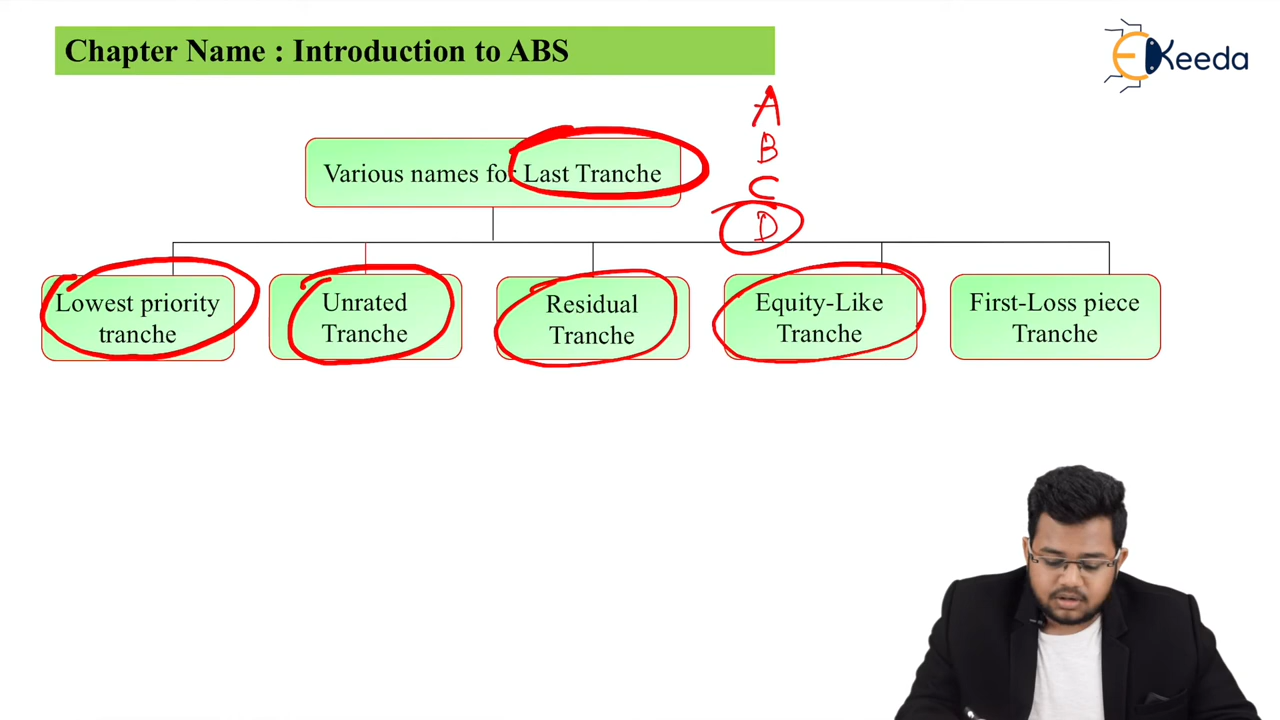 Chapter Name : Introduction to ABS
EKeeda
A
B
C
D
Various names for Last Tranche
Lowest priority
tranche
Unrated
Tranche
Residual
Tranche
Equity-Like
Tranche
First-Loss piece
Tranche